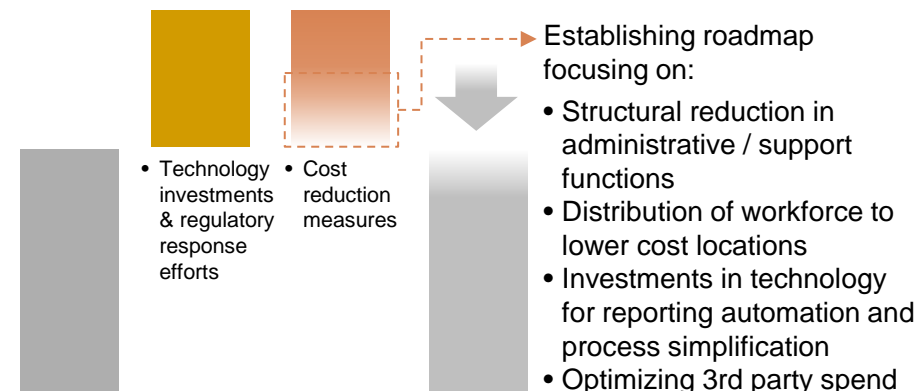 Establishing roadmap
focusing on:
• Structural reduction in
administrative / support
functions
• Distribution of workforce to
lower cost locations
• Investments in technology
for reporting automation and
process simplification
• Optimizing 3rd party spend
• Technology
investments
& regulatory
response
efforts
• Cost
reduction
measures